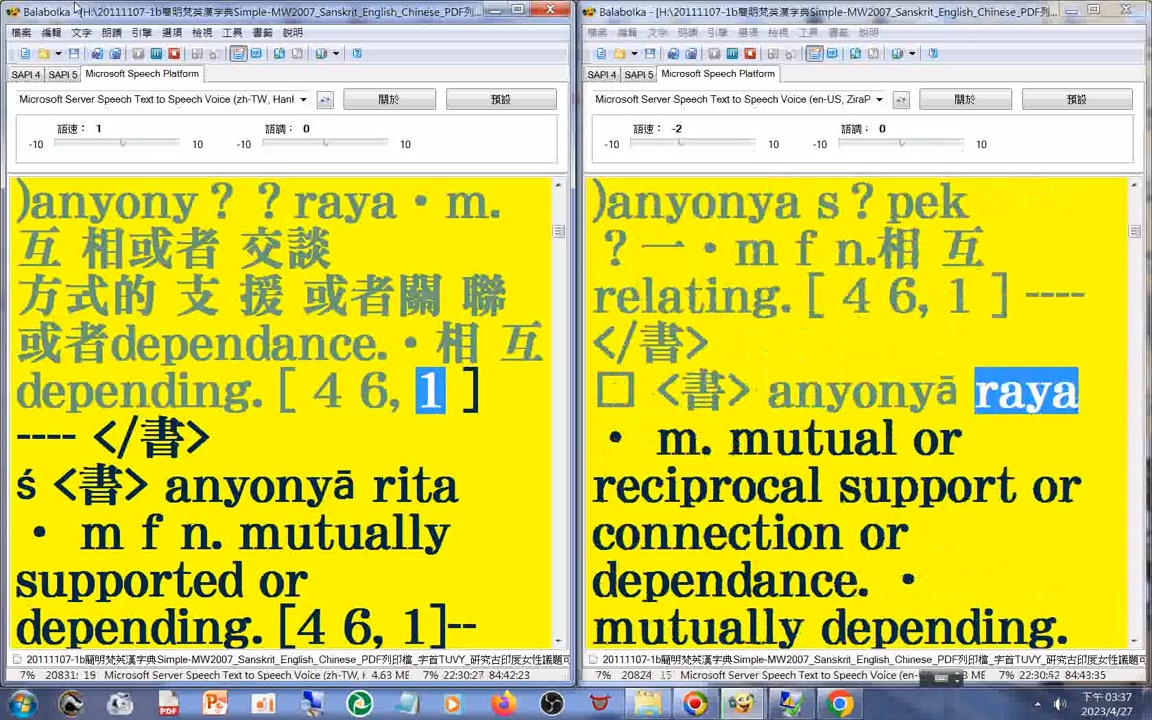 Balabolka - [H:\20111107-1b簡明梵英漢字典Simple-MW2007_Sanskrit_English_Chinese_PDF列...
檔案 編輯 文字 朗讀 引擎 選項 檢視 工具 書籤 說明
SAPI 4 SAPI 5 Microsoft Speech Platform
Microsoft Server Speech Text to Speech Voice (zh-TW, HanH
關於 預設
語速: 1 語調: 0
-10 10 -10 10
)anyony？？raya • m.
互 相或者 交談
方式的 支 援 或者關 聯
或者dependance. • 相 互
depending. [ 4 6, 1 ]
---- </書>
ś <書> anyonyā rita
• m f n. mutually
supported or
depending. [4 6, 1]--
20111107-1b簡明梵英漢字典Simple-MW2007_Sanskrit_English_Chinese_PDF列印檔_字首TUVY_研究古印度女性議題可
7% 20831: 19 Microsoft Server Speech Text to Speech Voice (zh-TW, H 4.63 MB 7% 22:30:27 84:42:23
Balabolka - [H:\20111107-1b簡明梵英漢字典Simple-MW2007_Sanskrit_English_Chinese_PDF列印...
檔案 編輯 文字 朗讀 引擎 選項 檢視 工具 書籤 說明
SAPI 4 SAPI 5 Microsoft Speech Platform
Microsoft Server Speech Text to Speech Voice (en-US, ZiraP
關於 預設
語速: -2 語調: 0
-10 10 -10 10
)anyonya s？pek
？一 • m f n.相 互
relating. [ 4 6, 1 ] ----
</書>
□ <書> anyonyā raya
• m. mutual or
reciprocal support or
connection or
dependance. •
mutually depending.
20111107-1b簡明梵英漢字典Simple-MW2007_Sanskrit_English_Chinese_PDF列印檔_字首TUVY_研究古印度女性議題可
7% 20824 15 Microsoft Server Speech Text to Speech Voice (en-US, Z 7% 22:30:52 84:43:35
下午 03:37
2023/4/27